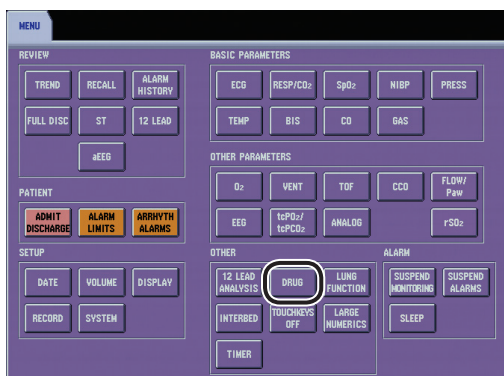 MENU
REVIEW
TREND
RECALL
ALARM
HISTORY
FULL DISC
ST
12 LEAD
aEEG
PATIENT
ADMIT
DISCHARGE
ALARM
LIMITS
ARRHYTH
ALARMS
SETUP
DATE
VOLUME
DISPLAY
RECORD
SYSTEM
BASIC PARAMETERS
ECG
RESP/CO2
SpO2
NIBP
PRESS
TEMP
BIS
CO
GAS
OTHER PARAMETERS
O2
VENT
TOF
CCO
FLOW/
Paw
EEG
tcPO2/
tcPCO2
ANALOG
rSO2
OTHER
12 LEAD
ANALYSIS
DRUG
LUNG
FUNCTION
INTERBED
TOUCHKEYS
OFF
LARGE
NUMERICS
TIMER
ALARM
SUSPEND
MONITORING
SUSPEND
ALARMS
SLEEP